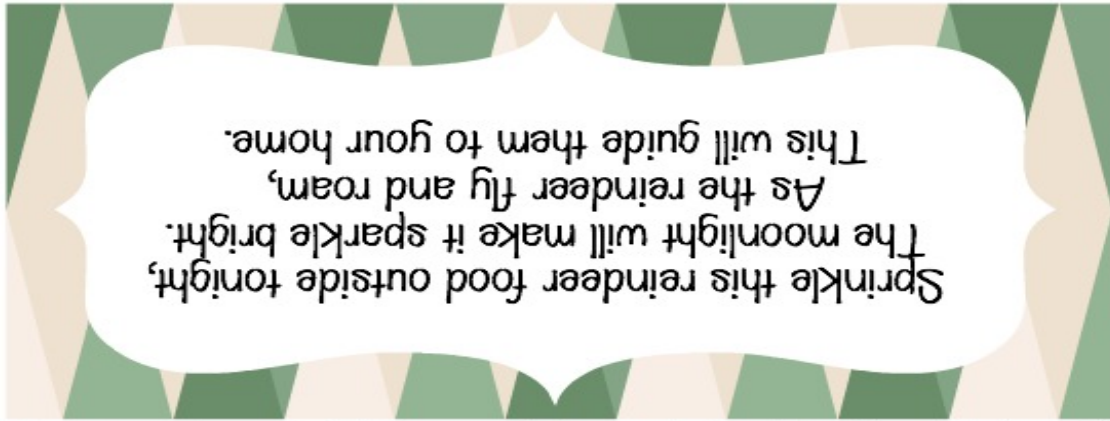 Sprinkle this reindeer food outside tonight,
The moonlight will make it sparkle bright.
As the reindeer fly and roam,
This will guide them to your home.